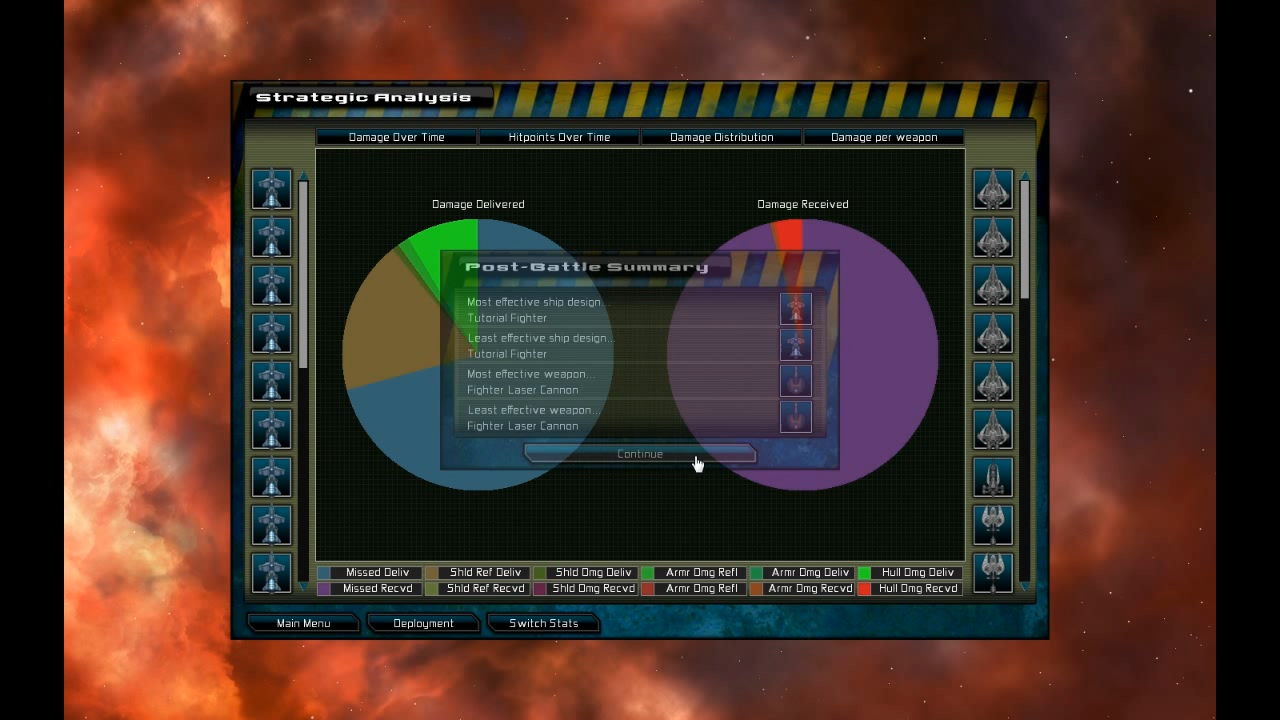 Strategic Analysis
Damage Over Time
Hitpoints Over Time
Damage Distribution
Damage per weapon
Damage Delivered
Damage Received
Post-Battle Summary
Most effective ship design...
Tutorial Fighter
Least effective ship design...
Tutorial Fighter
Most effective weapon...
Fighter Laser Cannon
Least effective weapon...
Fighter Laser Cannon
Continue
Missed Deliv
Shld Ref Deliv
Shld Dmg Deliv
Armr Dmg Refl
Armr Dmg Deliv
Hull Dmg Deliv
Missed Recvd
Shld Ref Recvd
Shld Dmg Recvd
Armr Dmg Refl
Armr Dmg Recvd
Hull Dmg Recvd
Main Menu
Deployment
Switch Stats